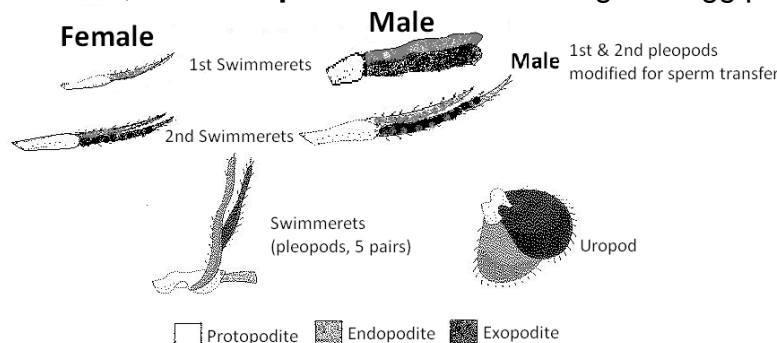 Female
Male
1st Swimmerets
Male
1st & 2nd pleopods
modified for sperm transfer
2nd Swimmerets
Swimmerets
(pleopods, 5 pairs)
Uropod
Protopodite
Endopodite
Exopodite